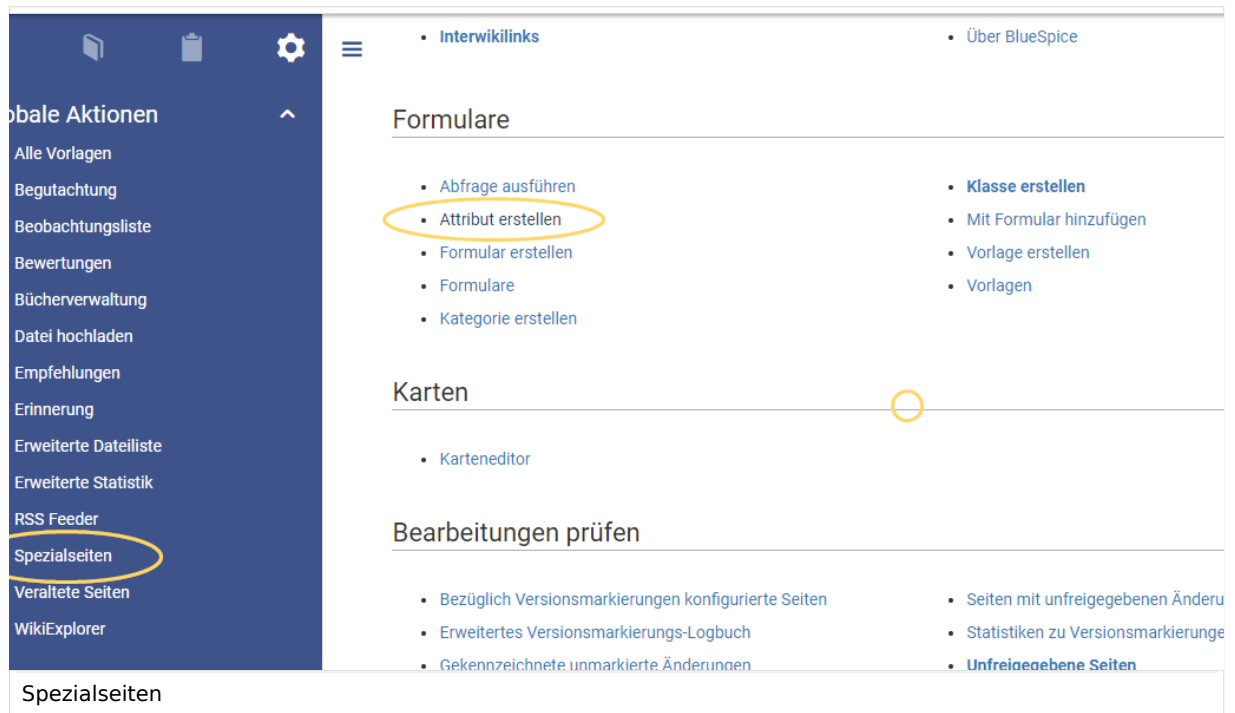 obale Aktionen
Alle Vorlagen
Begutachtung
Beobachtungsliste
Bewertungen
Bücherverwaltung
Datei hochladen
Empfehlungen
Erinnerung
Erweiterte Dateiliste
Erweiterte Statistik
RSS Feeder
Spezialseiten
Veraltete Seiten
WikiExplorer
Interwikilinks
Über BlueSpice
Formulare
Abfrage ausführen
Attribut erstellen
Formular erstellen
Formulare
Kategorie erstellen
Klasse erstellen
Mit Formular hinzufügen
Vorlage erstellen
Vorlagen
Karten
Karteneditor
Bearbeitungen prüfen
Bezüglich Versionsmarkierungen konfigurierte Seiten
Erweitertes Versionsmarkierungs-Logbuch
Gekennzeichnete unmarkierte Änderungen
Seiten mit unfreigegebenen Änderu
Statistiken zu Versionsmarkierunge
Unfreigegebene Seiten
Spezialseiten